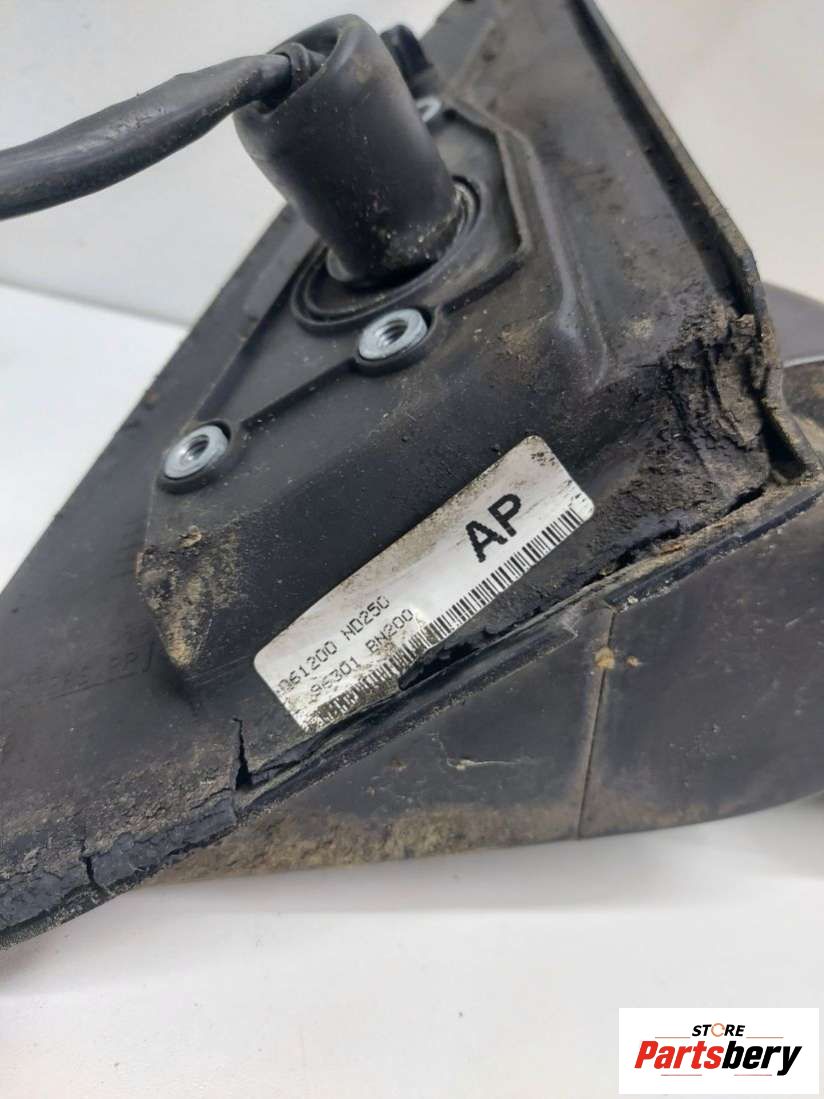 AP
061200 ND250
96301 BN200
STORE
Partsbery